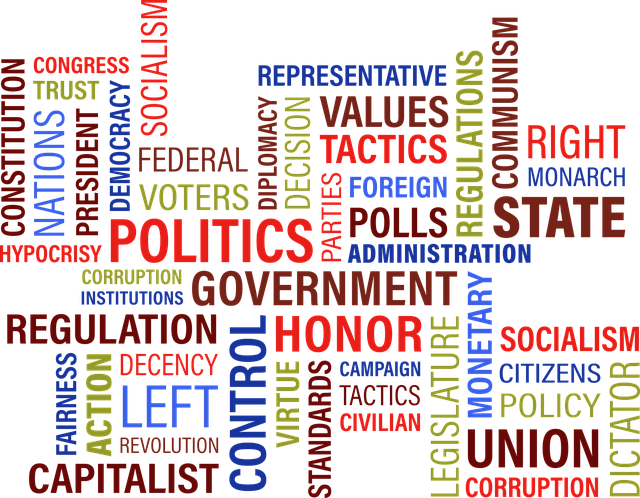 SOCIALISM
CONSTITUTION
CONGRESS
TRUST
NATIONS
PRESIDENT
DEMOCRACY
FEDERAL
VOTERS
HYPOCRISY
POLITICS
REPRESENTATIVE
DIPLOMACY
DECISION
VALUES
TACTICS
PARTIES
FOREIGN
POLLS
REGULATIONS
COMMUNISM
RIGHT
MONARCH
STATE
ADMINISTRATION
CORRUPTION
INSTITUTIONS
GOVERNMENT
REGULATION
CONTROL
HONOR
FAIRNESS
ACTION
DECENCY
LEFT
REVOLUTION
CAPITALIST
VIRTUE
STANDARDS
CAMPAIGN
TACTICS
CIVILIAN
LEGISLATURE
MONETARY
SOCIALISM
CITIZENS
POLICY
DICTATOR
UNION
CORRUPTION